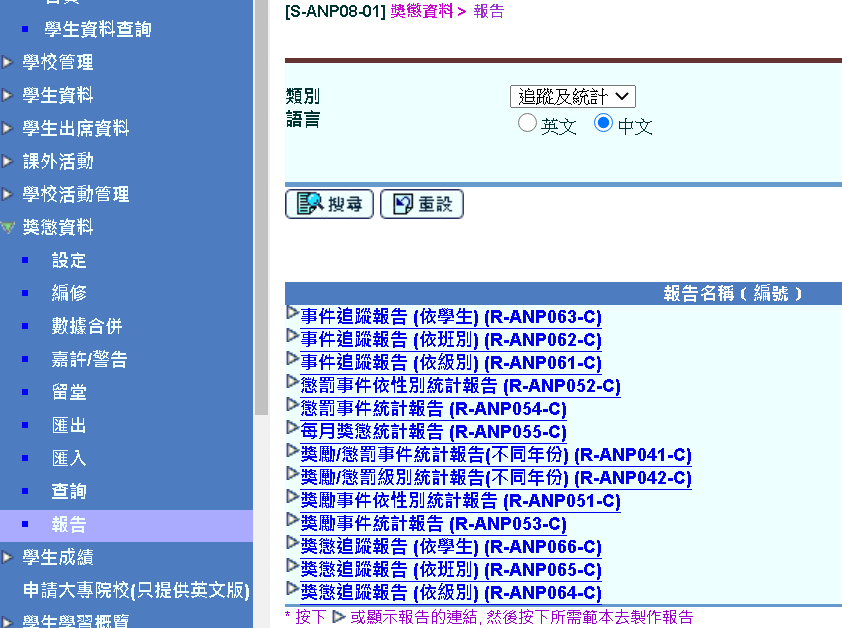 學生資料查詢
學校管理
學生資料
學生出席資料
課外活動
學校活動管理
獎懲資料
設定
編修
數據合併
嘉許/警告
留堂
匯出
匯入
查詢
報告
學生成績
申請大專院校(只提供英文版)
學生學習概覽
[S-ANP08-01] 獎懲資料 > 報告
類別 追蹤及統計
語言 英文 中文
搜尋 重設
報告名稱 ( 編號 )
事件追蹤報告 (依學生) (R-ANP063-C)
事件追蹤報告 (依班別) (R-ANP062-C)
事件追蹤報告 (依級別) (R-ANP061-C)
懲罰事件依性別統計報告 (R-ANP052-C)
懲罰事件統計報告 (R-ANP054-C)
每月獎懲統計報告 (R-ANP055-C)
獎勵/懲罰事件統計報告(不同年份) (R-ANP041-C)
獎勵/懲罰級別統計報告(不同年份) (R-ANP042-C)
獎勵事件依性別統計報告 (R-ANP051-C)
獎勵事件統計報告 (R-ANP053-C)
獎懲追蹤報告 (依學生) (R-ANP066-C)
獎懲追蹤報告 (依班別) (R-ANP065-C)
獎懲追蹤報告 (依級別) (R-ANP064-C)
* 按下 或顯示報告的連結, 然後按下所需範本去製作報告